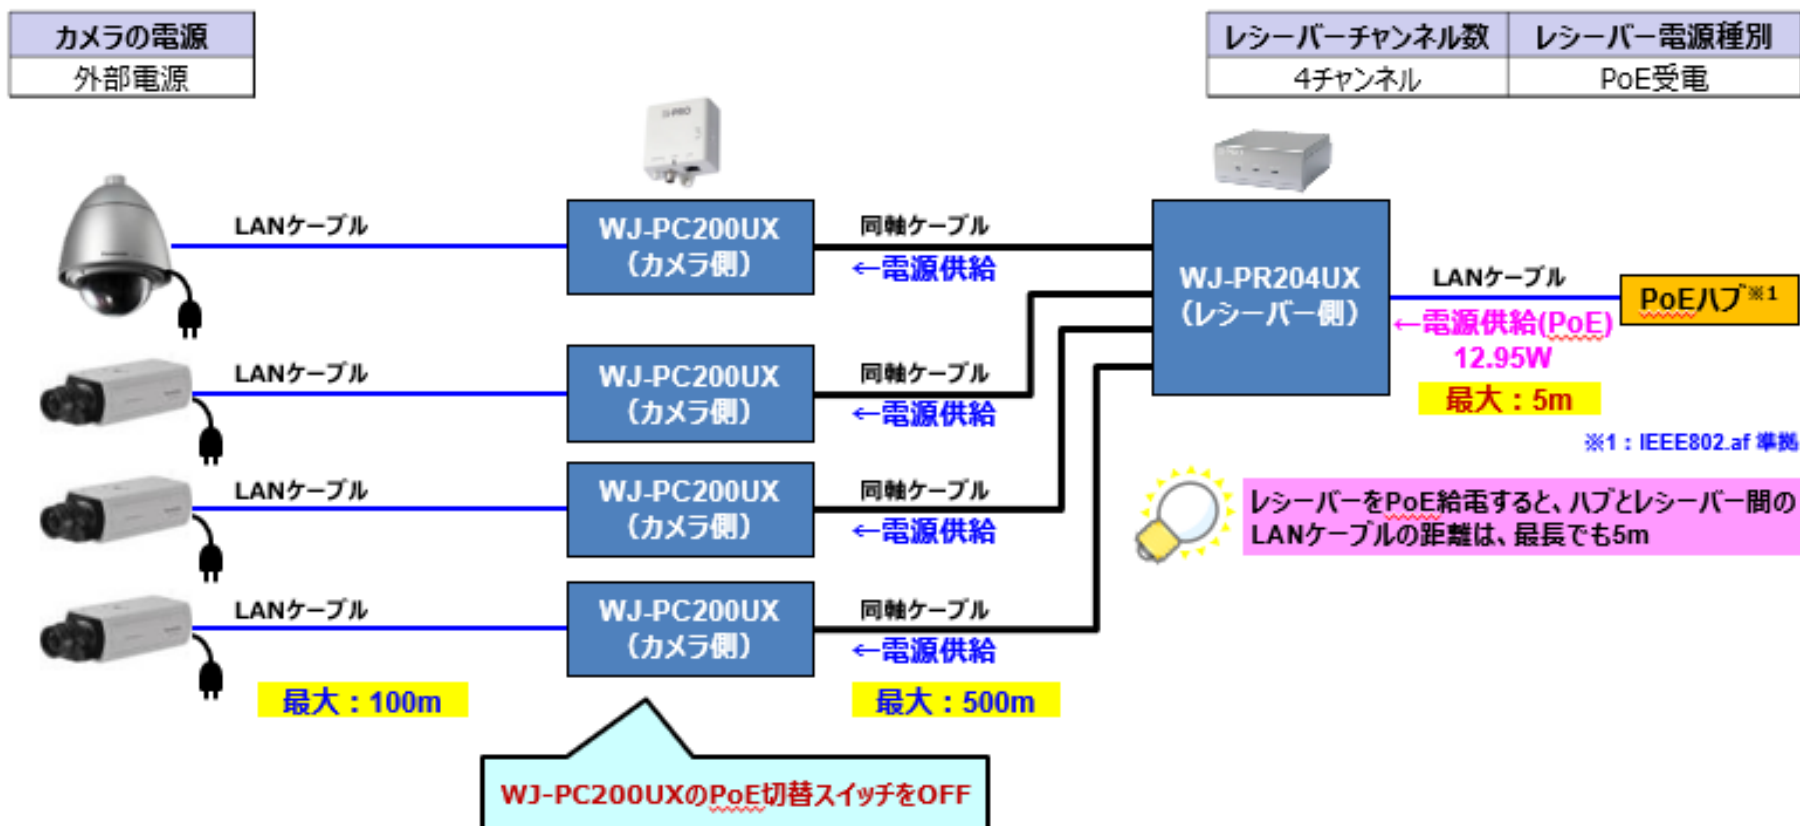 カメラの電源
外部電源
レシーバーチャンネル数 レシーバー電源種別
4チャンネル PoE受電
i-PRO
LANケーブル
WJ-PC200UX
（カメラ側）
同軸ケーブル
←電源供給
WJ-PR204UX
（レシーバー側）
LANケーブル
←電源供給(PoE)
12.95W
最大：5m
PoEハブ※1
※1：IEEE802.af 準拠
LANケーブル
WJ-PC200UX
（カメラ側）
同軸ケーブル
←電源供給
LANケーブル
WJ-PC200UX
（カメラ側）
同軸ケーブル
←電源供給
レシーバーをPoE給電すると、ハブとレシーバー間の
LANケーブルの距離は、最長でも5m
LANケーブル
WJ-PC200UX
（カメラ側）
同軸ケーブル
←電源供給
最大：100m
最大：500m
WJ-PC200UXのPoE切替スイッチをOFF